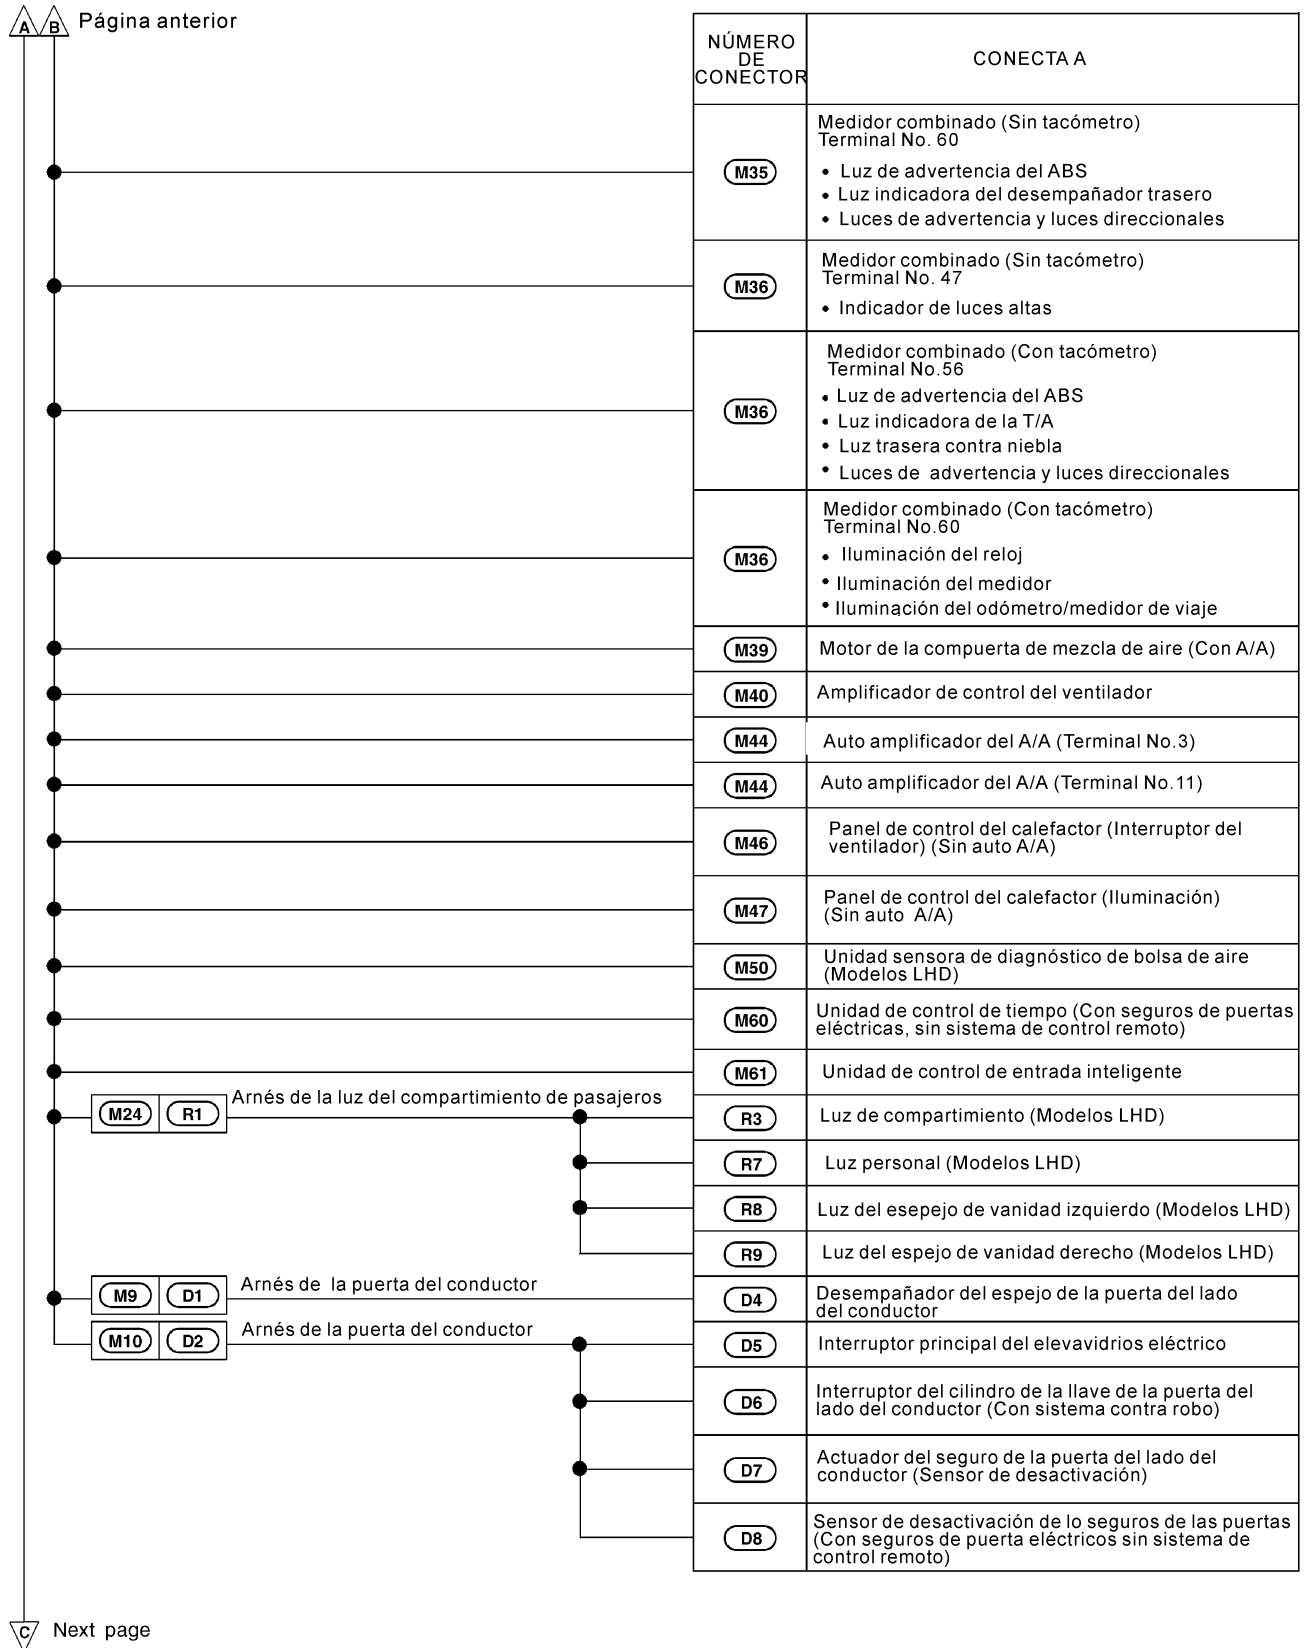 A B Página anterior
NÚMERO
DE
CONECTOR
CONECTA A
M35
Medidor combinado (Sin tacómetro)
Terminal No. 60
• Luz de advertencia del ABS
• Luz indicadora del desempañador trasero
• Luces de advertencia y luces direccionales
M36
Medidor combinado (Sin tacómetro)
Terminal No. 47
• Indicador de luces altas
M36
Medidor combinado (Con tacómetro)
Terminal No.56
• Luz de advertencia del ABS
• Luz indicadora de la T/A
• Luz trasera contra niebla
• Luces de advertencia y luces direccionales
M36
Medidor combinado (Con tacómetro)
Terminal No.60
• Iluminación del reloj
• Iluminación del medidor
• Iluminación del odómetro/medidor de viaje
M39 Motor de la compuerta de mezcla de aire (Con A/A)
M40 Amplificador de control del ventilador
M44 Auto amplificador del A/A (Terminal No.3)
M44 Auto amplificador del A/A (Terminal No.11)
M46
Panel de control del calefactor (Interruptor del
ventilador) (Sin auto A/A)
M47
Panel de control del calefactor (Iluminación)
(Sin auto A/A)
M50
Unidad sensora de diagnóstico de bolsa de aire
(Modelos LHD)
M60
Unidad de control de tiempo (Con seguros de puertas
eléctricas, sin sistema de control remoto)
M61 Unidad de control de entrada inteligente
M24 R1 Arnés de la luz del compartimiento de pasajeros
R3 Luz de compartimiento (Modelos LHD)
R7 Luz personal (Modelos LHD)
R8 Luz del esepejo de vanidad izquierdo (Modelos LHD)
R9 Luz del espejo de vanidad derecho (Modelos LHD)
M9 D1 Arnés de la puerta del conductor
D4
Desempañador del espejo de la puerta del lado
del conductor
M10 D2 Arnés de la puerta del conductor
D5 Interruptor principal del elevavidrios eléctrico
D6
Interruptor del cilindro de la llave de la puerta del
lado del conductor (Con sistema contra robo)
D7
Actuador del seguro de la puerta del lado del
conductor (Sensor de desactivación)
D8
Sensor de desactivación de lo seguros de las puertas
(Con seguros de puerta eléctricos sin sistema de
control remoto)
C Next page